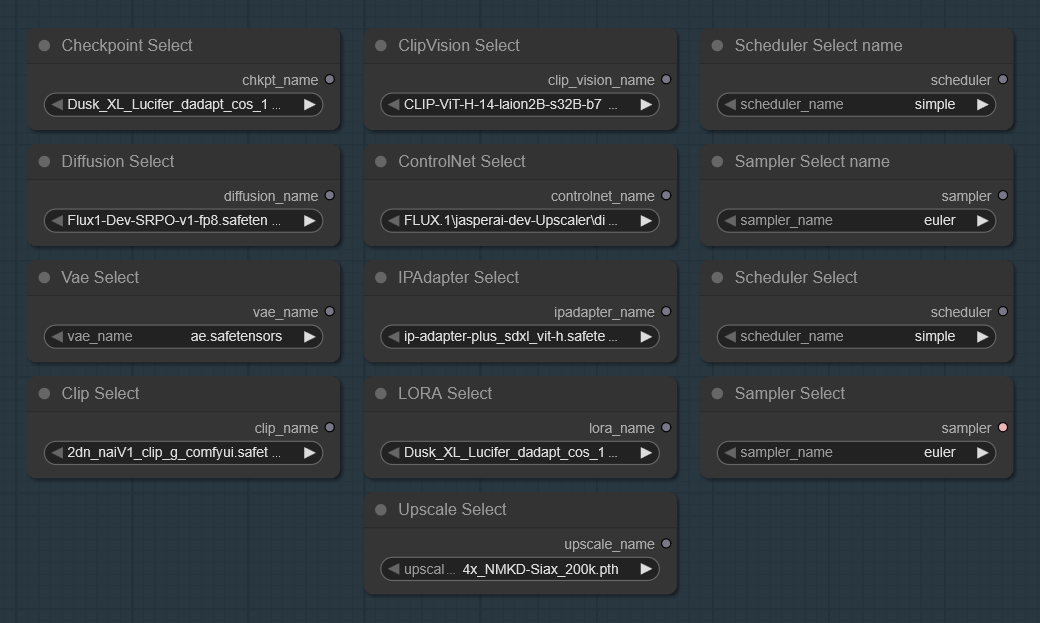 Checkpoint Select
chkpt_name
Dusk_XL_Lucifer_dadapt_cos_1 ...
Diffusion Select
diffusion_name
Flux1-Dev-SRPO-v1-fp8.safeten ...
Vae Select
vae_name
vae_name ae.safetensors
Clip Select
clip_name
2dn_naiV1_clip_g_comfyui.safet ...
ClipVision Select
clip_vision_name
CLIP-ViT-H-14-laion2B-s32B-b7 ...
ControlNet Select
controlnet_name
FLUX.1\jasperai-dev-Upscaler\di ...
IPAdapter Select
ipadapter_name
ip-adapter-plus_sdxl_vit-h.safete ...
LORA Select
lora_name
Dusk_XL_Lucifer_dadapt_cos_1 ...
Upscale Select
upscale_name
upscal ... 4x_NMKD-Siax_200k.pth
Scheduler Select name
scheduler
scheduler_name simple
Sampler Select name
sampler
sampler_name euler
Scheduler Select
scheduler
scheduler_name simple
Sampler Select
sampler
sampler_name euler